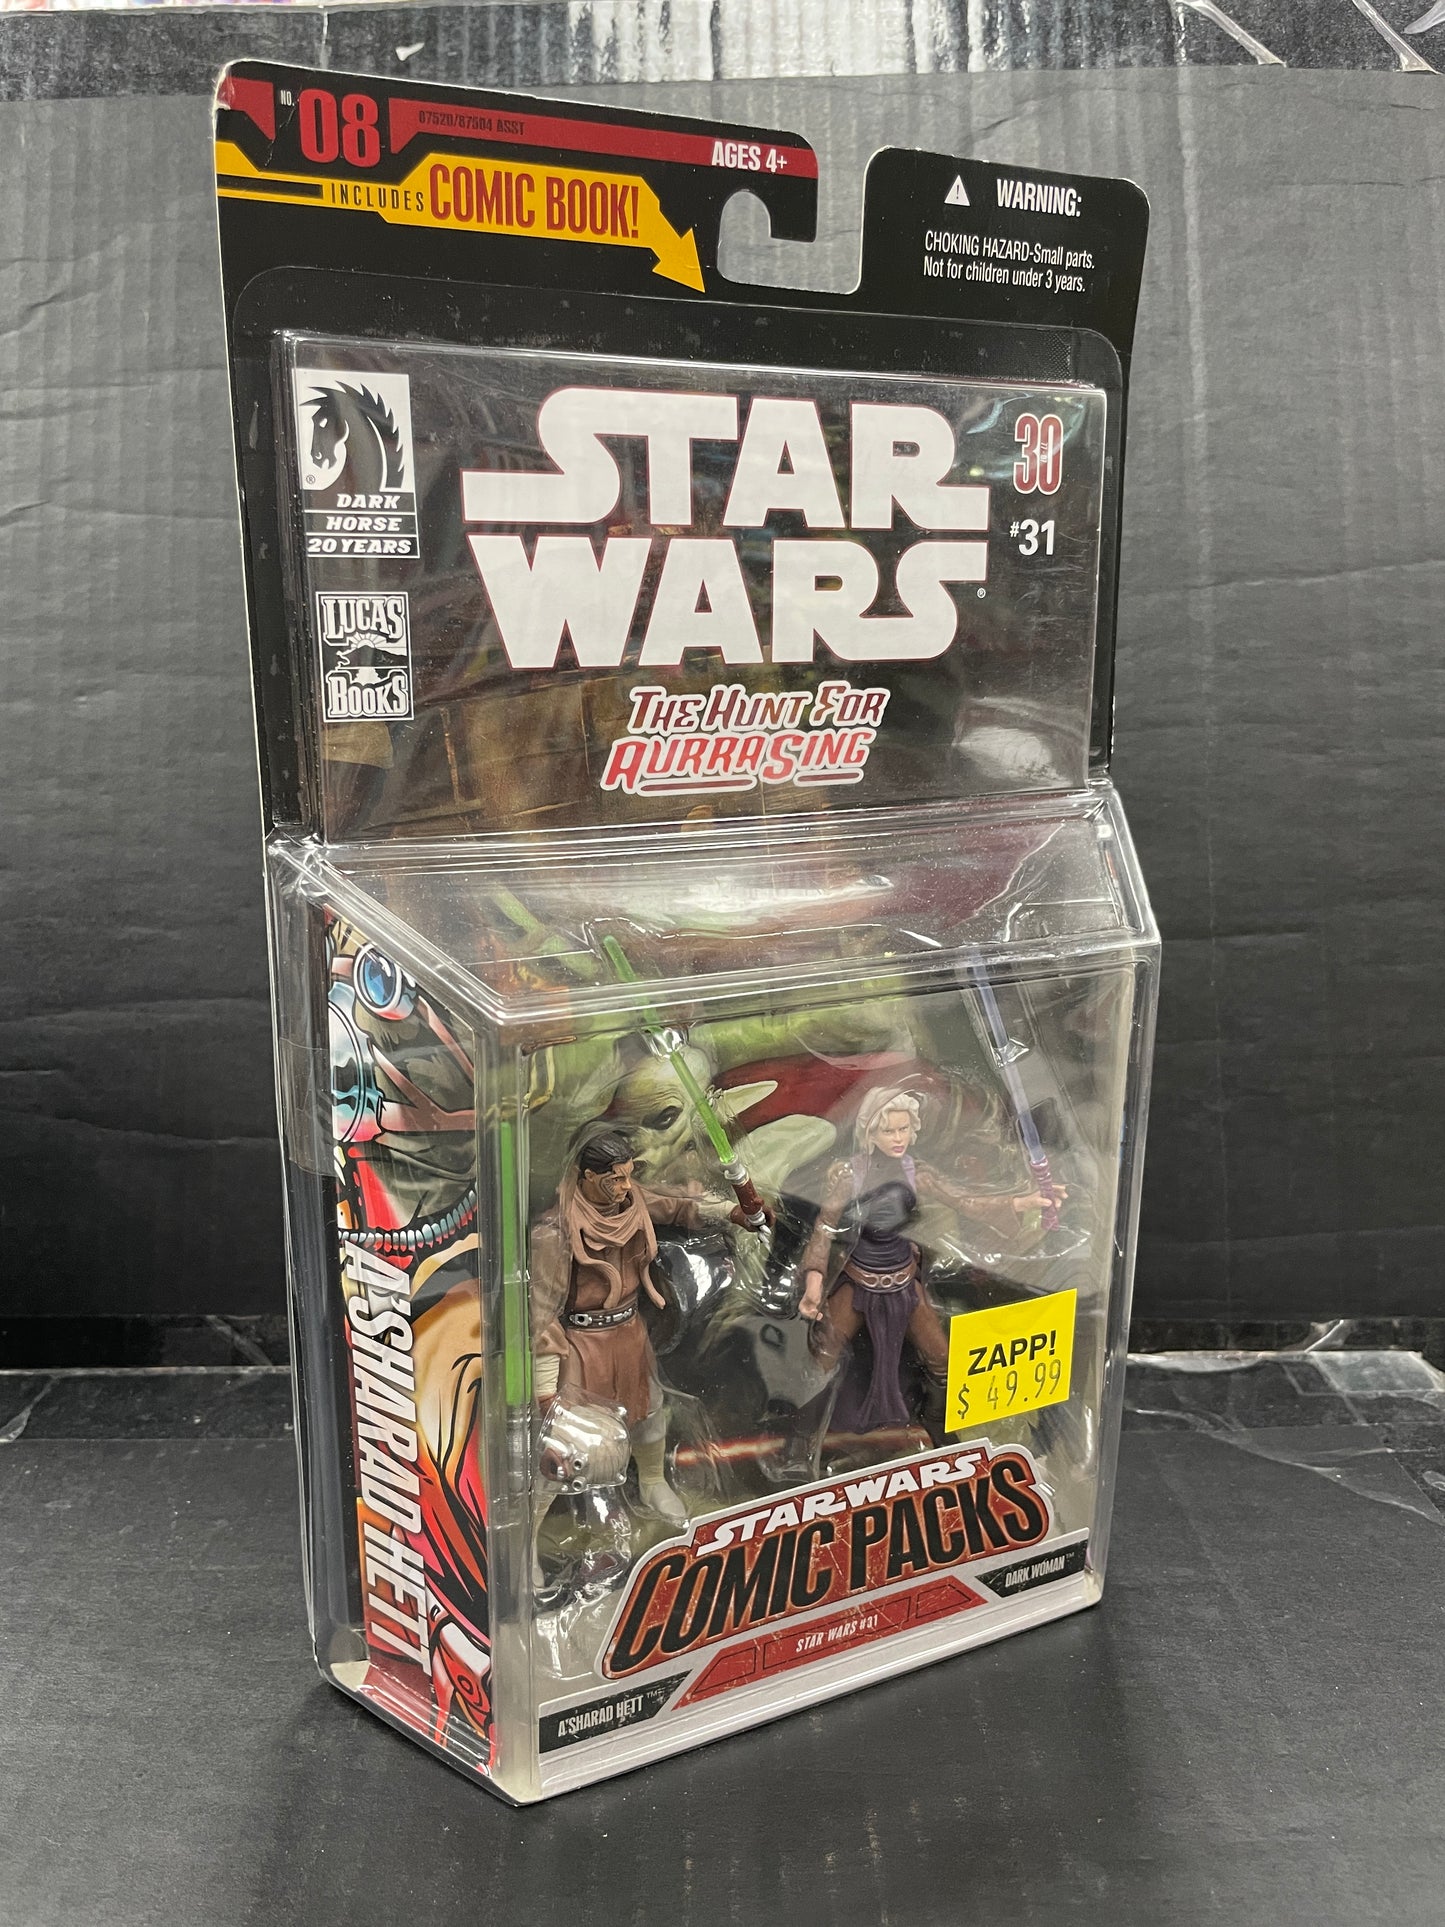 NO. 08
87520/87504 ASST
AGES 4+
INCLUDES COMIC BOOK!
WARNING:
CHOKING HAZARD-Small parts.
Not for children under 3 years.
DARK
HORSE
20 YEARS
LUCAS
BOOKS
STAR
WARS®
30
#31
THE HUNT FOR
AURRA SING
A'SHARAD HETT
ZAPP!
$ 49.99
STAR WARS
COMIC PACKS
STAR WARS #31
A'SHARAD HETT™
DARK WOMAN™